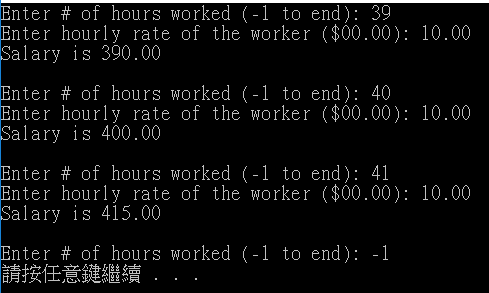 Enter # of hours worked (-1 to end): 39
Enter hourly rate of the worker ($00.00): 10.00
Salary is 390.00
Enter # of hours worked (-1 to end): 40
Enter hourly rate of the worker ($00.00): 10.00
Salary is 400.00
Enter # of hours worked (-1 to end): 41
Enter hourly rate of the worker ($00.00): 10.00
Salary is 415.00
Enter # of hours worked (-1 to end): -1
請按任意鍵繼續 . . .